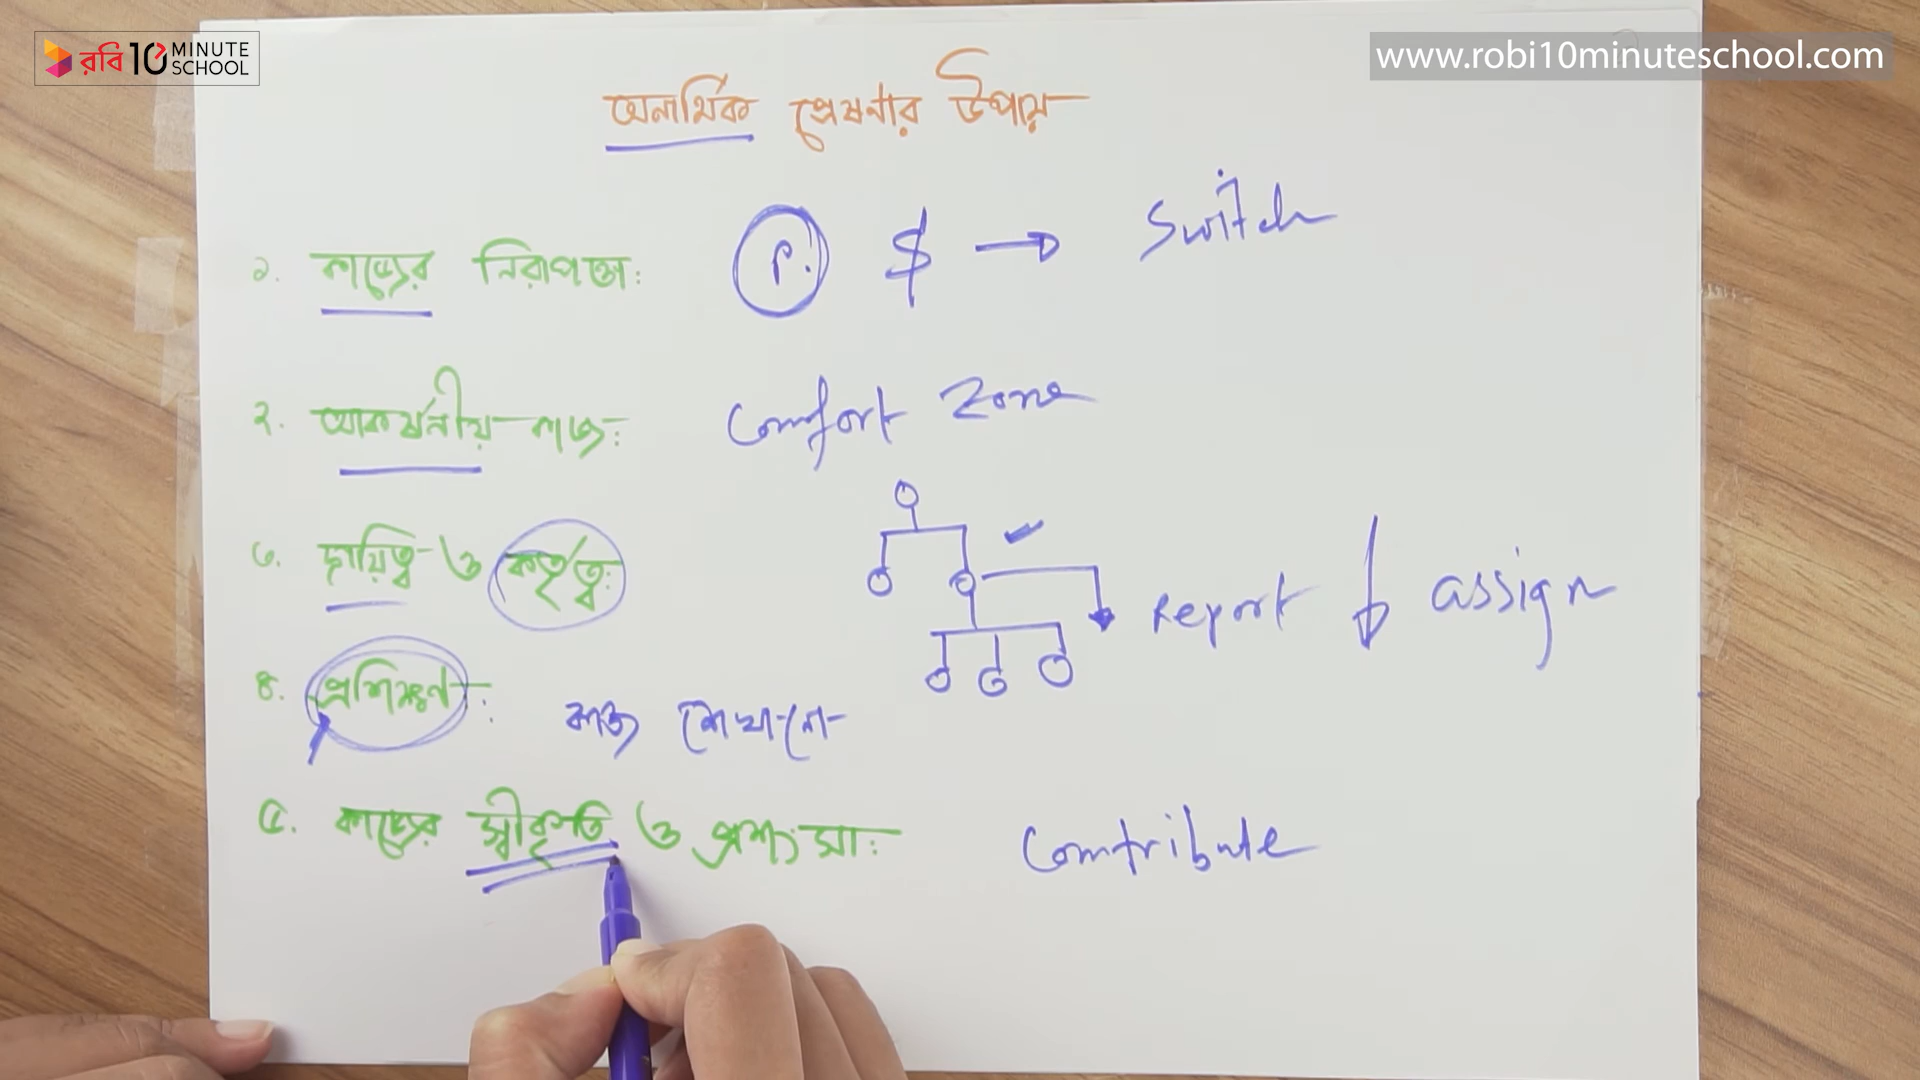 রবি 10 MINUTE SCHOOL
www.robi10minuteschool.com
অনার্থিক প্রেষণার উপায়
১. কাজের নিরাপত্তা: P. $ → Switch
২. আকর্ষনীয় কাজ: Comfort Zone
৩. দায়িত্ব ও কর্তৃত্ব: report ↓ assign
৪. প্রশিক্ষণ: কাজ শেখানো
৫. কাজের স্বীকৃতি ও প্রশংসা: Contribute